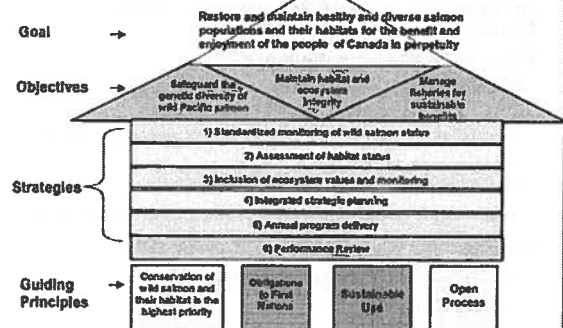 Goal
Restore and maintain healthy and diverse salmon
populations and their habitats for the benefit and
enjoyment of the people of Canada in perpetuity
Objectives
Safeguard the
genetic diversity of
wild Pacific salmon
Maintain habitat and
ecosystem
integrity
Manage
fisheries for
sustainable
benefits
Strategies
1) Standardized monitoring of wild salmon status
2) Assessment of habitat status
3) Inclusion of ecosystem values and monitoring
4) Integrated strategic planning
5) Annual program delivery
6) Performance Review
Guiding
Principles
Conservation of
wild salmon and
their habitat is the
highest priority
Obligations
to First
Nations
Sustainable
Use
Open
Process